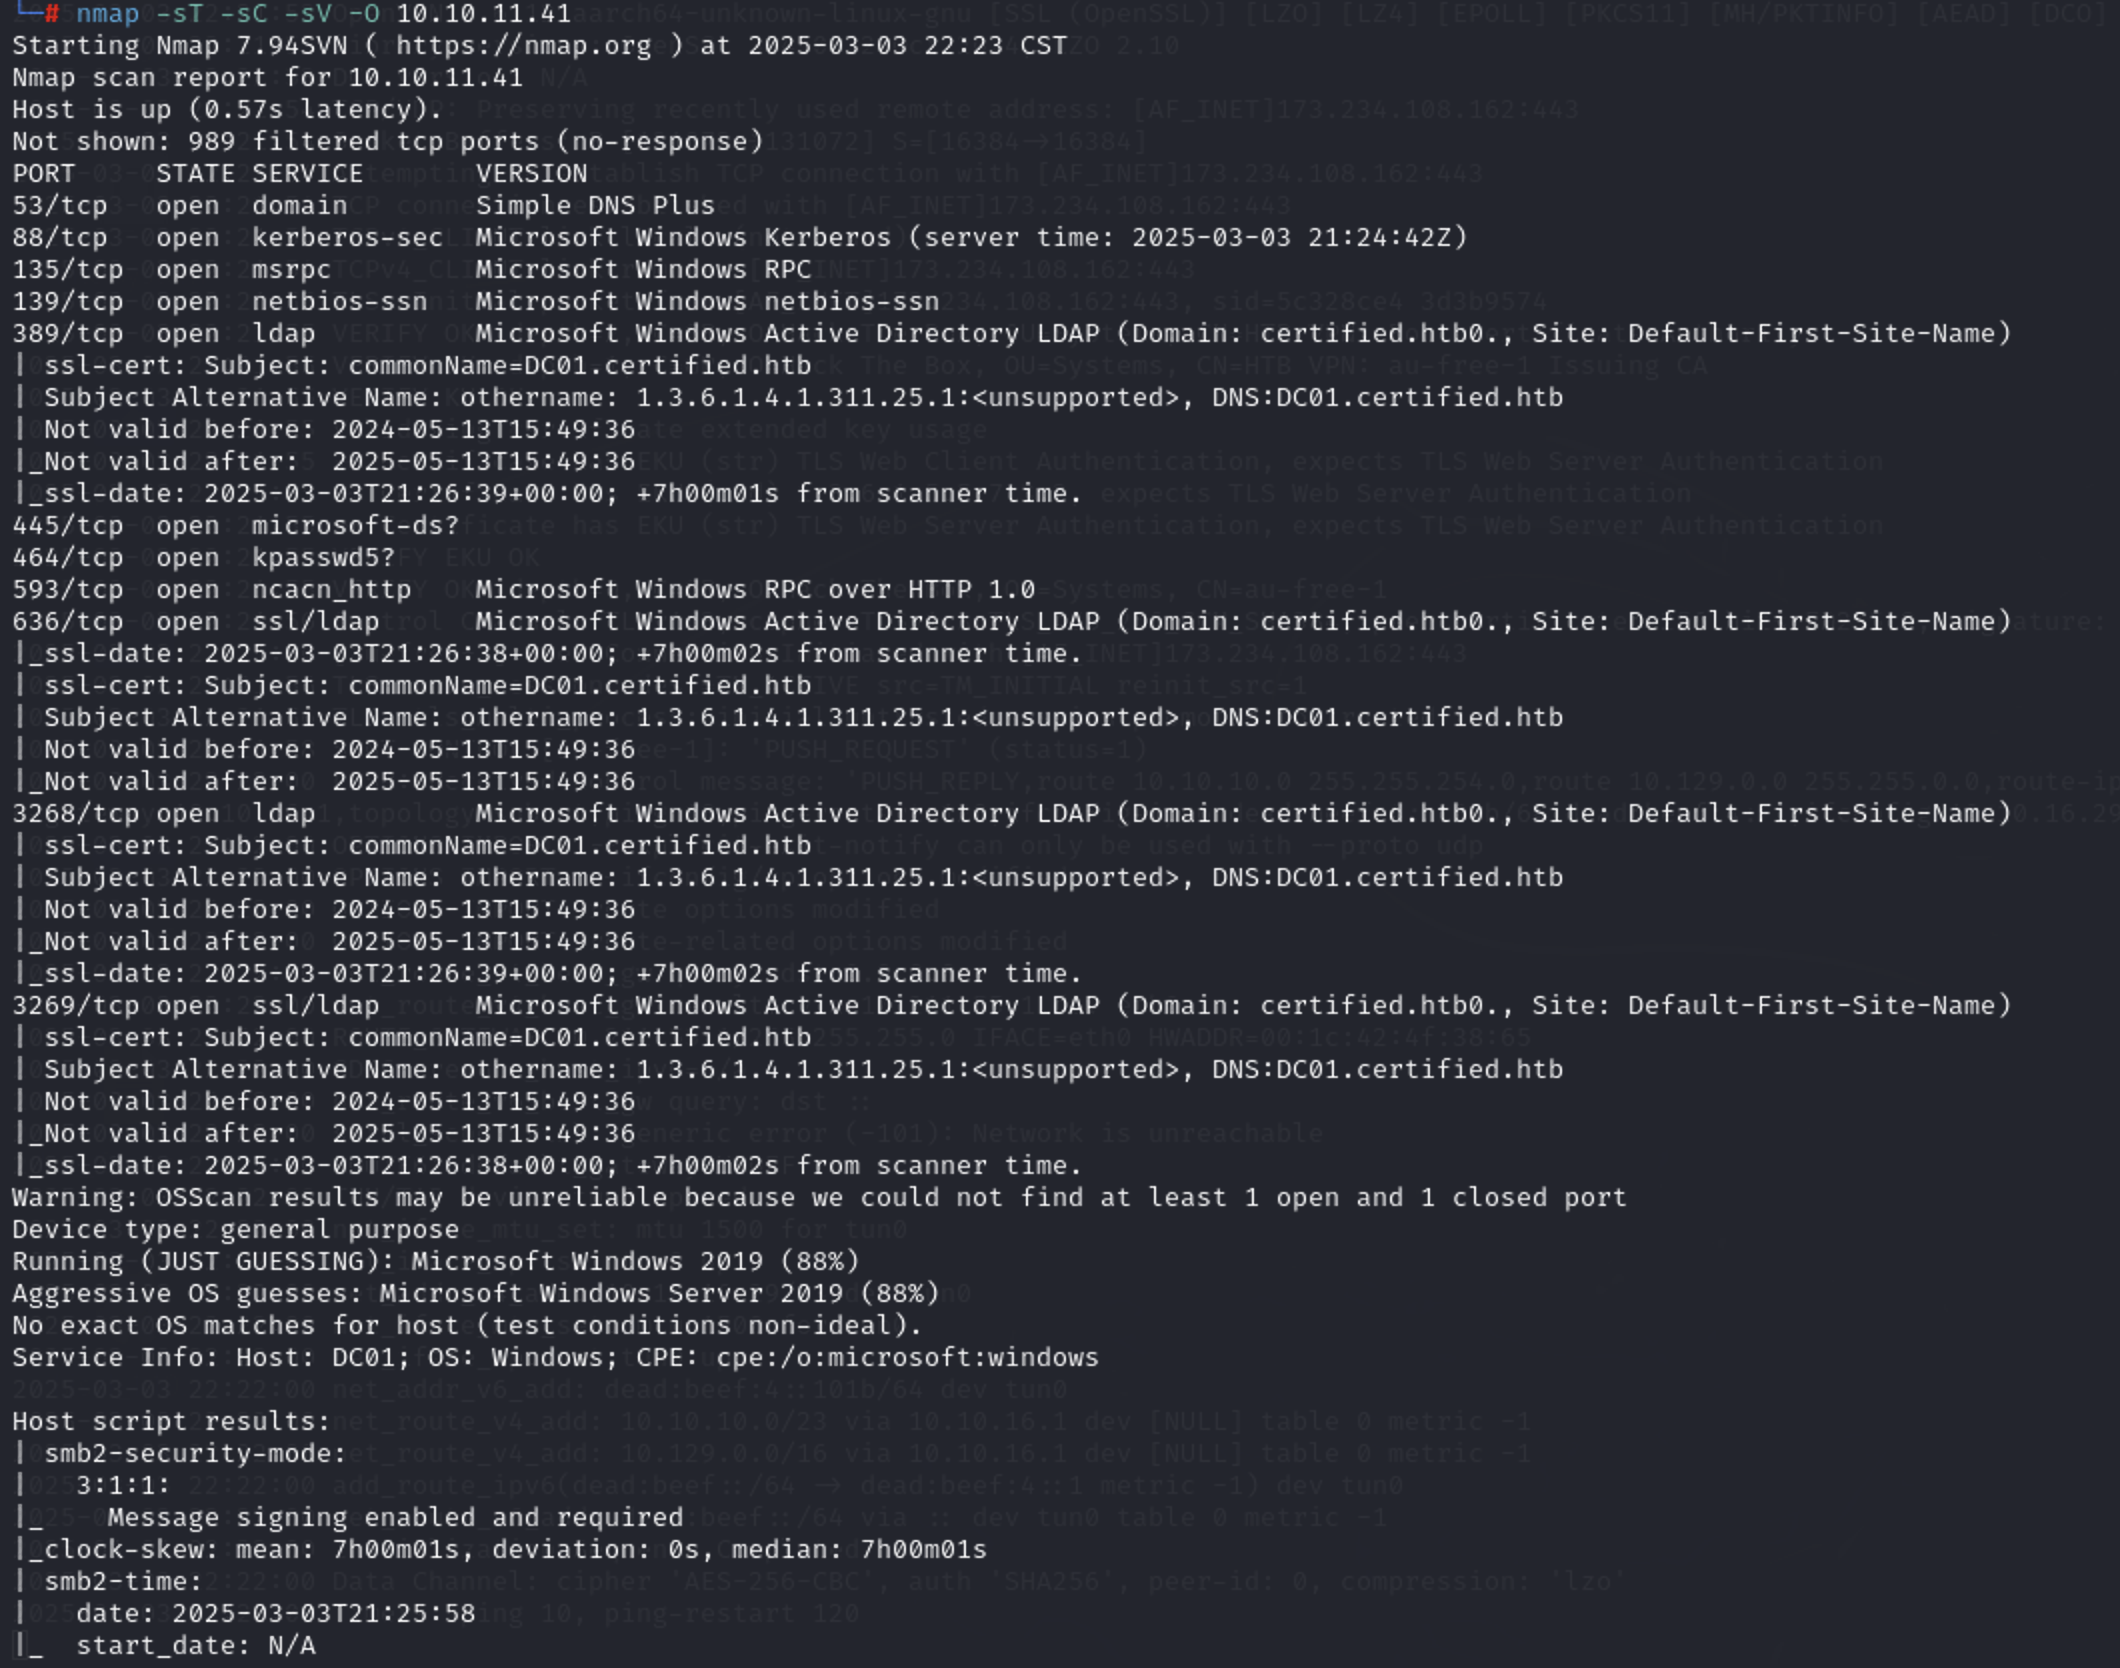 └─# nmap -sT -sC -sV -O 10.10.11.41
Starting Nmap 7.94SVN ( https://nmap.org ) at 2025-03-03 22:23 CST
Nmap scan report for 10.10.11.41
Host is up (0.57s latency).
Not shown: 989 filtered tcp ports (no-response)
PORT     STATE SERVICE       VERSION
53/tcp   open  domain        Simple DNS Plus
88/tcp   open  kerberos-sec  Microsoft Windows Kerberos (server time: 2025-03-03 21:24:42Z)
135/tcp  open  msrpc         Microsoft Windows RPC
139/tcp  open  netbios-ssn   Microsoft Windows netbios-ssn
389/tcp  open  ldap          Microsoft Windows Active Directory LDAP (Domain: certified.htb0., Site: Default-First-Site-Name)
| ssl-cert: Subject: commonName=DC01.certified.htb
| Subject Alternative Name: othername: 1.3.6.1.4.1.311.25.1:<unsupported>, DNS:DC01.certified.htb
| Not valid before: 2024-05-13T15:49:36
|_Not valid after:  2025-05-13T15:49:36
|_ssl-date: 2025-03-03T21:26:39+00:00; +7h00m01s from scanner time.
445/tcp  open  microsoft-ds?
464/tcp  open  kpasswd5?
593/tcp  open  ncacn_http    Microsoft Windows RPC over HTTP 1.0
636/tcp  open  ssl/ldap      Microsoft Windows Active Directory LDAP (Domain: certified.htb0., Site: Default-First-Site-Name)
|_ssl-date: 2025-03-03T21:26:38+00:00; +7h00m02s from scanner time.
| ssl-cert: Subject: commonName=DC01.certified.htb
| Subject Alternative Name: othername: 1.3.6.1.4.1.311.25.1:<unsupported>, DNS:DC01.certified.htb
| Not valid before: 2024-05-13T15:49:36
|_Not valid after:  2025-05-13T15:49:36
3268/tcp open  ldap          Microsoft Windows Active Directory LDAP (Domain: certified.htb0., Site: Default-First-Site-Name)
| ssl-cert: Subject: commonName=DC01.certified.htb
| Subject Alternative Name: othername: 1.3.6.1.4.1.311.25.1:<unsupported>, DNS:DC01.certified.htb
| Not valid before: 2024-05-13T15:49:36
|_Not valid after:  2025-05-13T15:49:36
|_ssl-date: 2025-03-03T21:26:39+00:00; +7h00m02s from scanner time.
3269/tcp open  ssl/ldap      Microsoft Windows Active Directory LDAP (Domain: certified.htb0., Site: Default-First-Site-Name)
| ssl-cert: Subject: commonName=DC01.certified.htb
| Subject Alternative Name: othername: 1.3.6.1.4.1.311.25.1:<unsupported>, DNS:DC01.certified.htb
| Not valid before: 2024-05-13T15:49:36
|_Not valid after:  2025-05-13T15:49:36
|_ssl-date: 2025-03-03T21:26:38+00:00; +7h00m02s from scanner time.
Warning: OSScan results may be unreliable because we could not find at least 1 open and 1 closed port
Device type: general purpose
Running (JUST GUESSING): Microsoft Windows 2019 (88%)
Aggressive OS guesses: Microsoft Windows Server 2019 (88%)
No exact OS matches for host (test conditions non-ideal).
Service Info: Host: DC01; OS: Windows; CPE: cpe:/o:microsoft:windows
Host script results:
| smb2-security-mode:
|   3:1:1:
|_    Message signing enabled and required
|_clock-skew: mean: 7h00m01s, deviation: 0s, median: 7h00m01s
| smb2-time:
|   date: 2025-03-03T21:25:58
|_  start_date: N/A